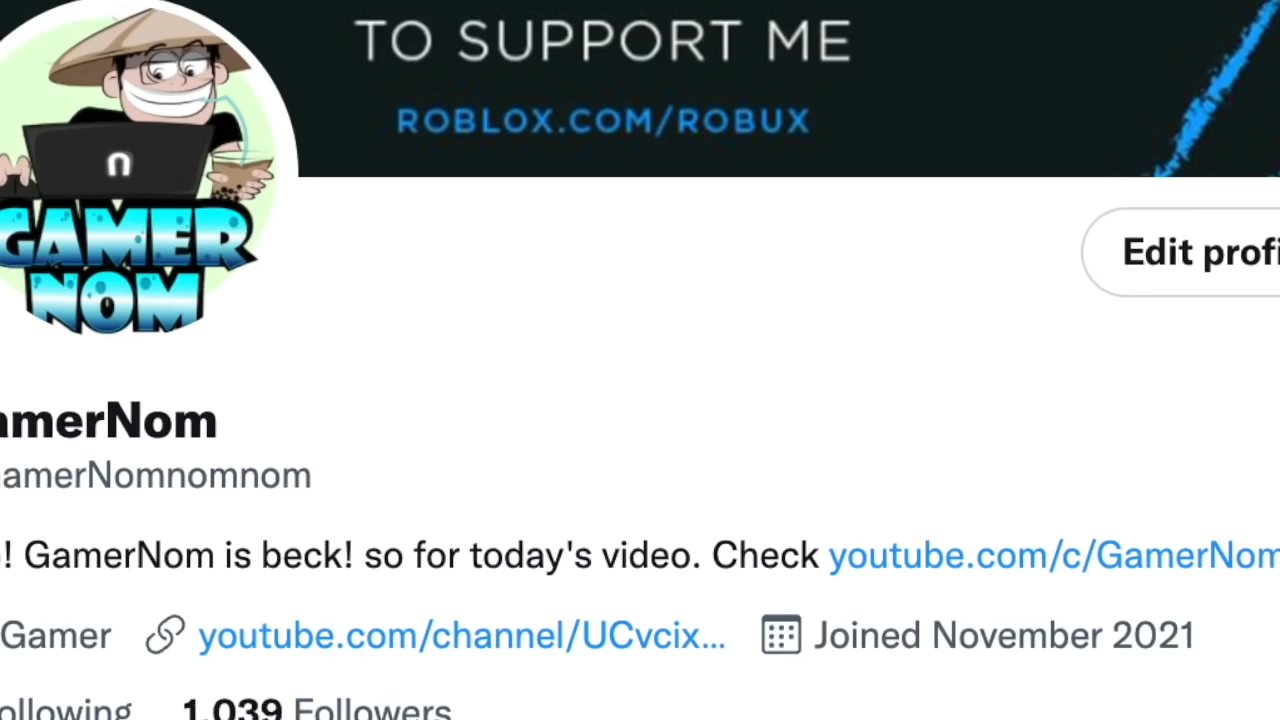 TO SUPPORT ME
ROBLOX.COM/ROBUX
n
GAMER
NOM
Edit profi
amerNom
amerNomnomnom
! GamerNom is beck! so for today's video. Check youtube.com/c/GamerNom
Gamer youtube.com/channel/UCvcix... Joined November 2021
ollowing 1,039 Followers